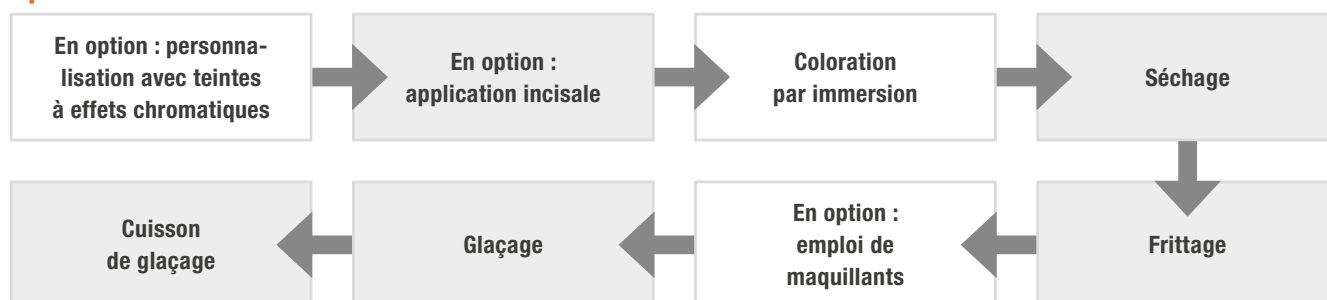 En option : personna-
lisation avec teintes
à effets chromatiques
En option :
application incisale
Coloration
par immersion
Séchage
Frittage
En option :
emploi de
maquillants
Glaçage
Cuisson
de glaçage